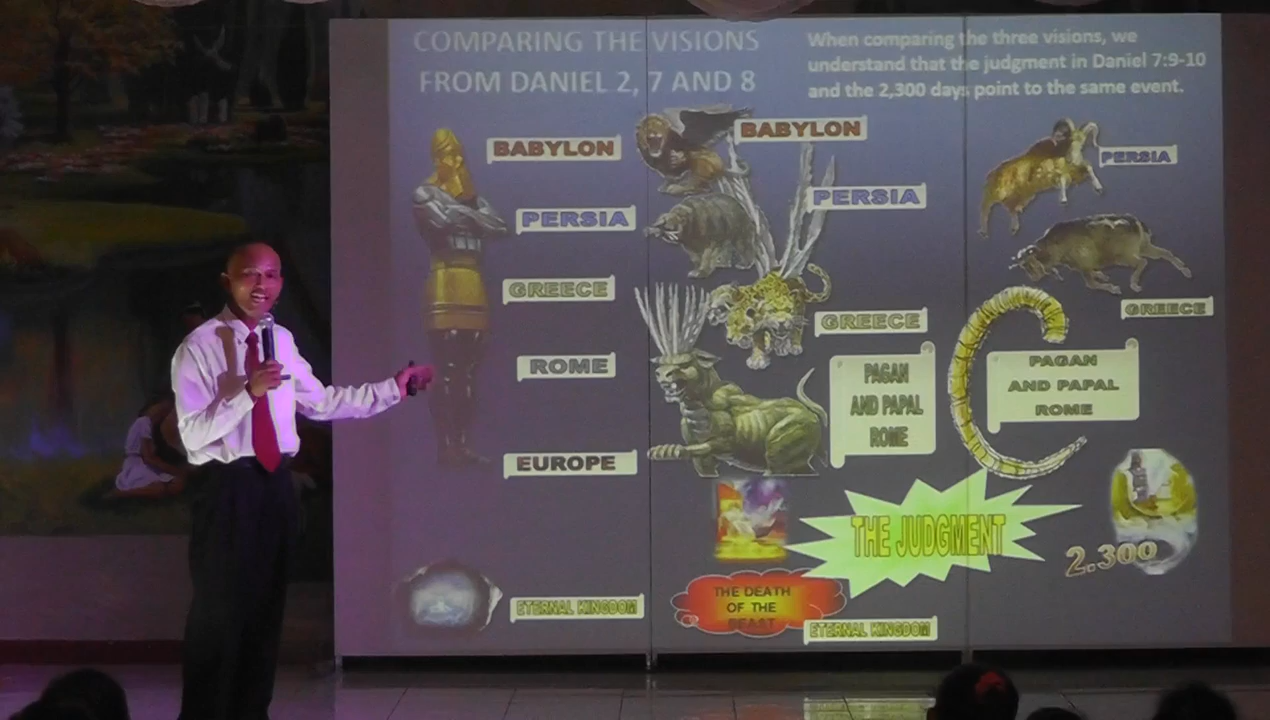 COMPARING THE VISIONS
FROM DANIEL 2, 7 AND 8
When comparing the three visions, we
understand that the judgment in Daniel 7:9-10
and the 2,300 days point to the same event.
BABYLON
PERSIA
GREECE
ROME
EUROPE
ETERNAL KINGDOM
BABYLON
PERSIA
GREECE
PAGAN
AND PAPAL
ROME
THE DEATH
OF THE
BEAST
ETERNAL KINGDOM
THE JUDGMENT
PERSIA
GREECE
PAGAN
AND PAPAL
ROME
2.300